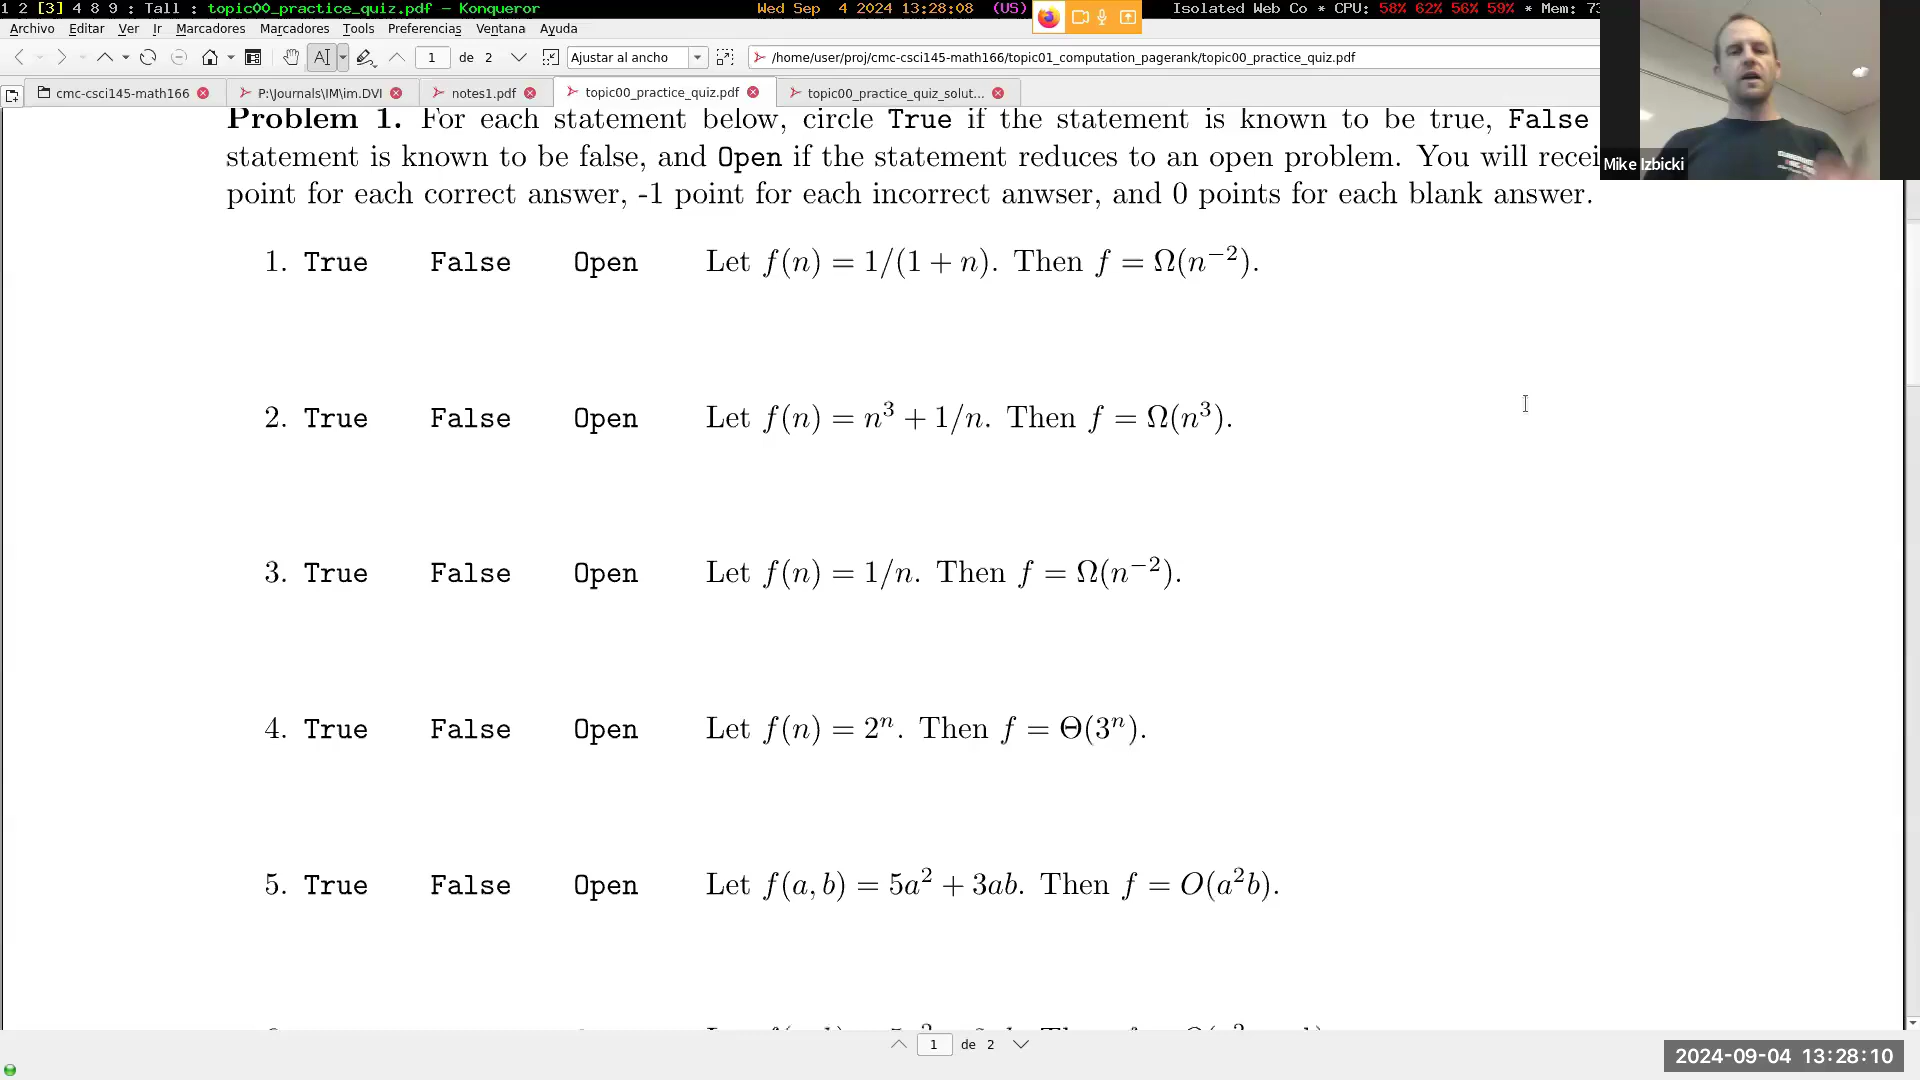 1 2 [3] 4 8 9 : Tall : topic00_practice_quiz.pdf – Konqueror Wed Sep 4 2024 13:28:08 (US) Isolated Web Co * CPU: 58% 62% 56% 59% * Mem: 73
Archivo Editar Ver Ir Marcadores Marcadores Tools Preferencias Ventana Ayuda
1 de 2 Ajustar al ancho /home/user/proj/cmc-csci145-math166/topic01_computation_pagerank/topic00_practice_quiz.pdf
cmc-csci145-math166 P:\Journals\IM\im.DVI notes1.pdf topic00_practice_quiz.pdf topic00_practice_quiz_solut...
Problem 1. For each statement below, circle True if the statement is known to be true, False
statement is known to be false, and Open if the statement reduces to an open problem. You will recei
Mike Izbicki
point for each correct answer, -1 point for each incorrect anwser, and 0 points for each blank answer.
1. True False Open Let f(n) = 1/(1 + n). Then f = Ω(n⁻²).
2. True False Open Let f(n) = n³ + 1/n. Then f = Ω(n³).
3. True False Open Let f(n) = 1/n. Then f = Ω(n⁻²).
4. True False Open Let f(n) = 2ⁿ. Then f = Θ(3ⁿ).
5. True False Open Let f(a, b) = 5a² + 3ab. Then f = O(a²b).
1 de 2
2024-09-04 13:28:10